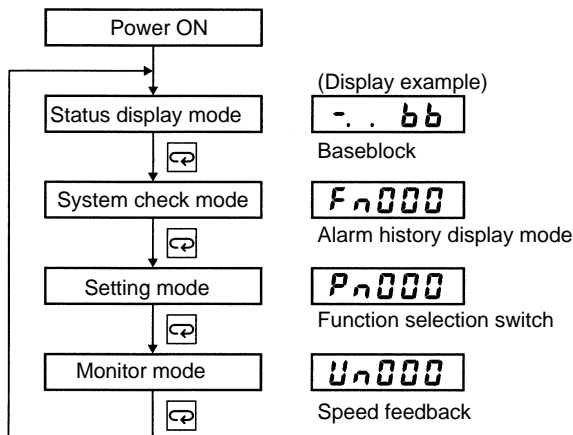 Power ON
(Display example)
Status display mode
-. . bb
Baseblock
System check mode
Fn000
Alarm history display mode
Setting mode
Pn000
Function selection switch
Monitor mode
Un000
Speed feedback